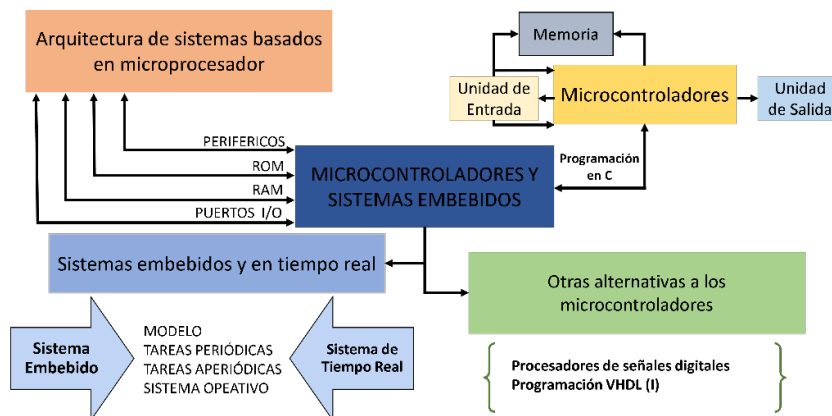 Arquitectura de sistemas basados
en microprocesador
Memoria
Unidad de
Entrada
Microcontroladores
Unidad
de Salida
PERIFERICOS
ROM
RAM
PUERTOS I/O
MICROCONTROLADORES Y
SISTEMAS EMBEBIDOS
Programación
en C
Sistemas embebidos y en tiempo real
Otras alternativas a los
microcontroladores
Sistema
Embebido
MODELO
TAREAS PERIÓDICAS
TAREAS APERIÓDICAS
SISTEMA OPEATIVO
Sistema de
Tiempo Real
Procesadores de señales digitales
Programación VHDL (I)